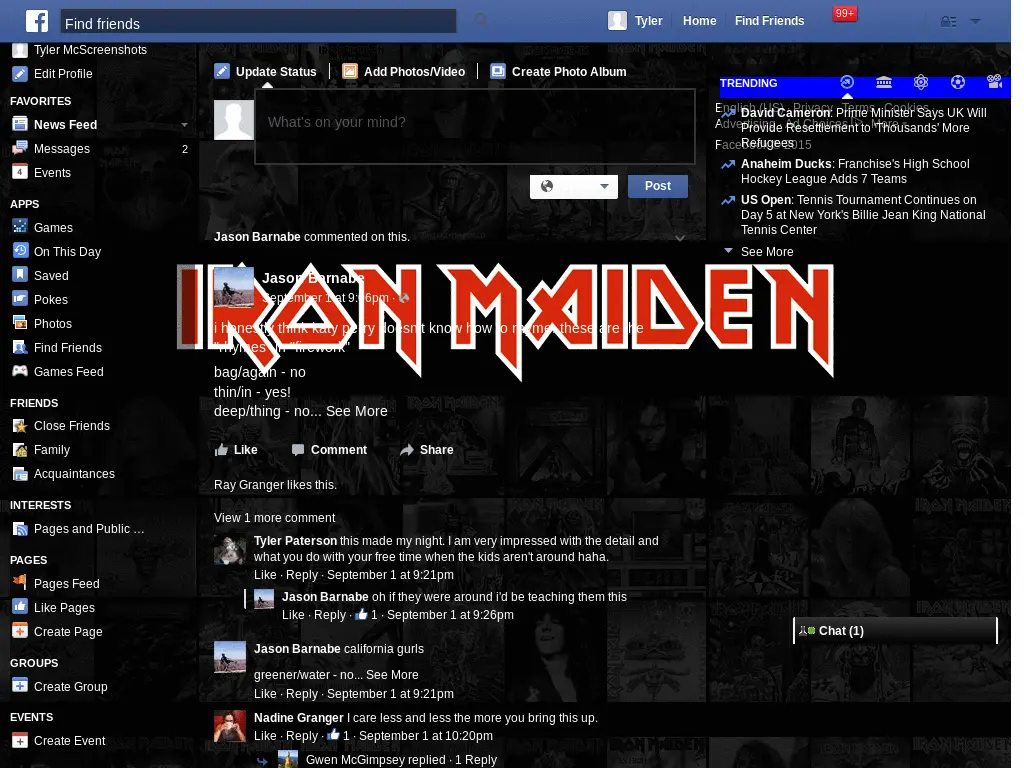 Find friends
Tyler
Home
Find Friends
99+
Tyler McScreenshots
Edit Profile
FAVORITES
News Feed
Messages 2
4
Events
APPS
Games
On This Day
Saved
Pokes
Photos
Find Friends
Games Feed
FRIENDS
Close Friends
Family
Acquaintances
INTERESTS
Pages and Public ...
PAGES
Pages Feed
Like Pages
Create Page
GROUPS
Create Group
EVENTS
Create Event
Update Status
Add Photos/Video
Create Photo Album
What's on your mind?
Post
Jason Barnabe commented on this.
IRON MAIDEN
Jason Barnabe
September 1 at 9:06pm ·
i honestly think katy perry doesn't know how to rhyme. these are the
"rhymes" in "firework"
bag/again - no
thin/in - yes!
deep/thing - no... See More
Like
Comment
Share
Ray Granger likes this.
View 1 more comment
Tyler Paterson this made my night. I am very impressed with the detail and
what you do with your free time when the kids aren't around haha.
Like · Reply · September 1 at 9:21pm
Jason Barnabe oh if they were around i'd be teaching them this
Like · Reply · 1 · September 1 at 9:26pm
Jason Barnabe california gurls
greener/water - no... See More
Like · Reply · September 1 at 9:21pm
Nadine Granger I care less and less the more you bring this up.
Like · Reply · 1 · September 1 at 10:20pm
Gwen McGimpsey replied · 1 Reply
TRENDING
English (US) · Privacy · Terms · Cookies
Advertising · Ad Choices · More
Facebook © 2015
David Cameron: Prime Minister Says UK Will
Provide Resettlement to 'Thousands' More
Refugees
Anaheim Ducks: Franchise's High School
Hockey League Adds 7 Teams
US Open: Tennis Tournament Continues on
Day 5 at New York's Billie Jean King National
Tennis Center
See More
Chat (1)